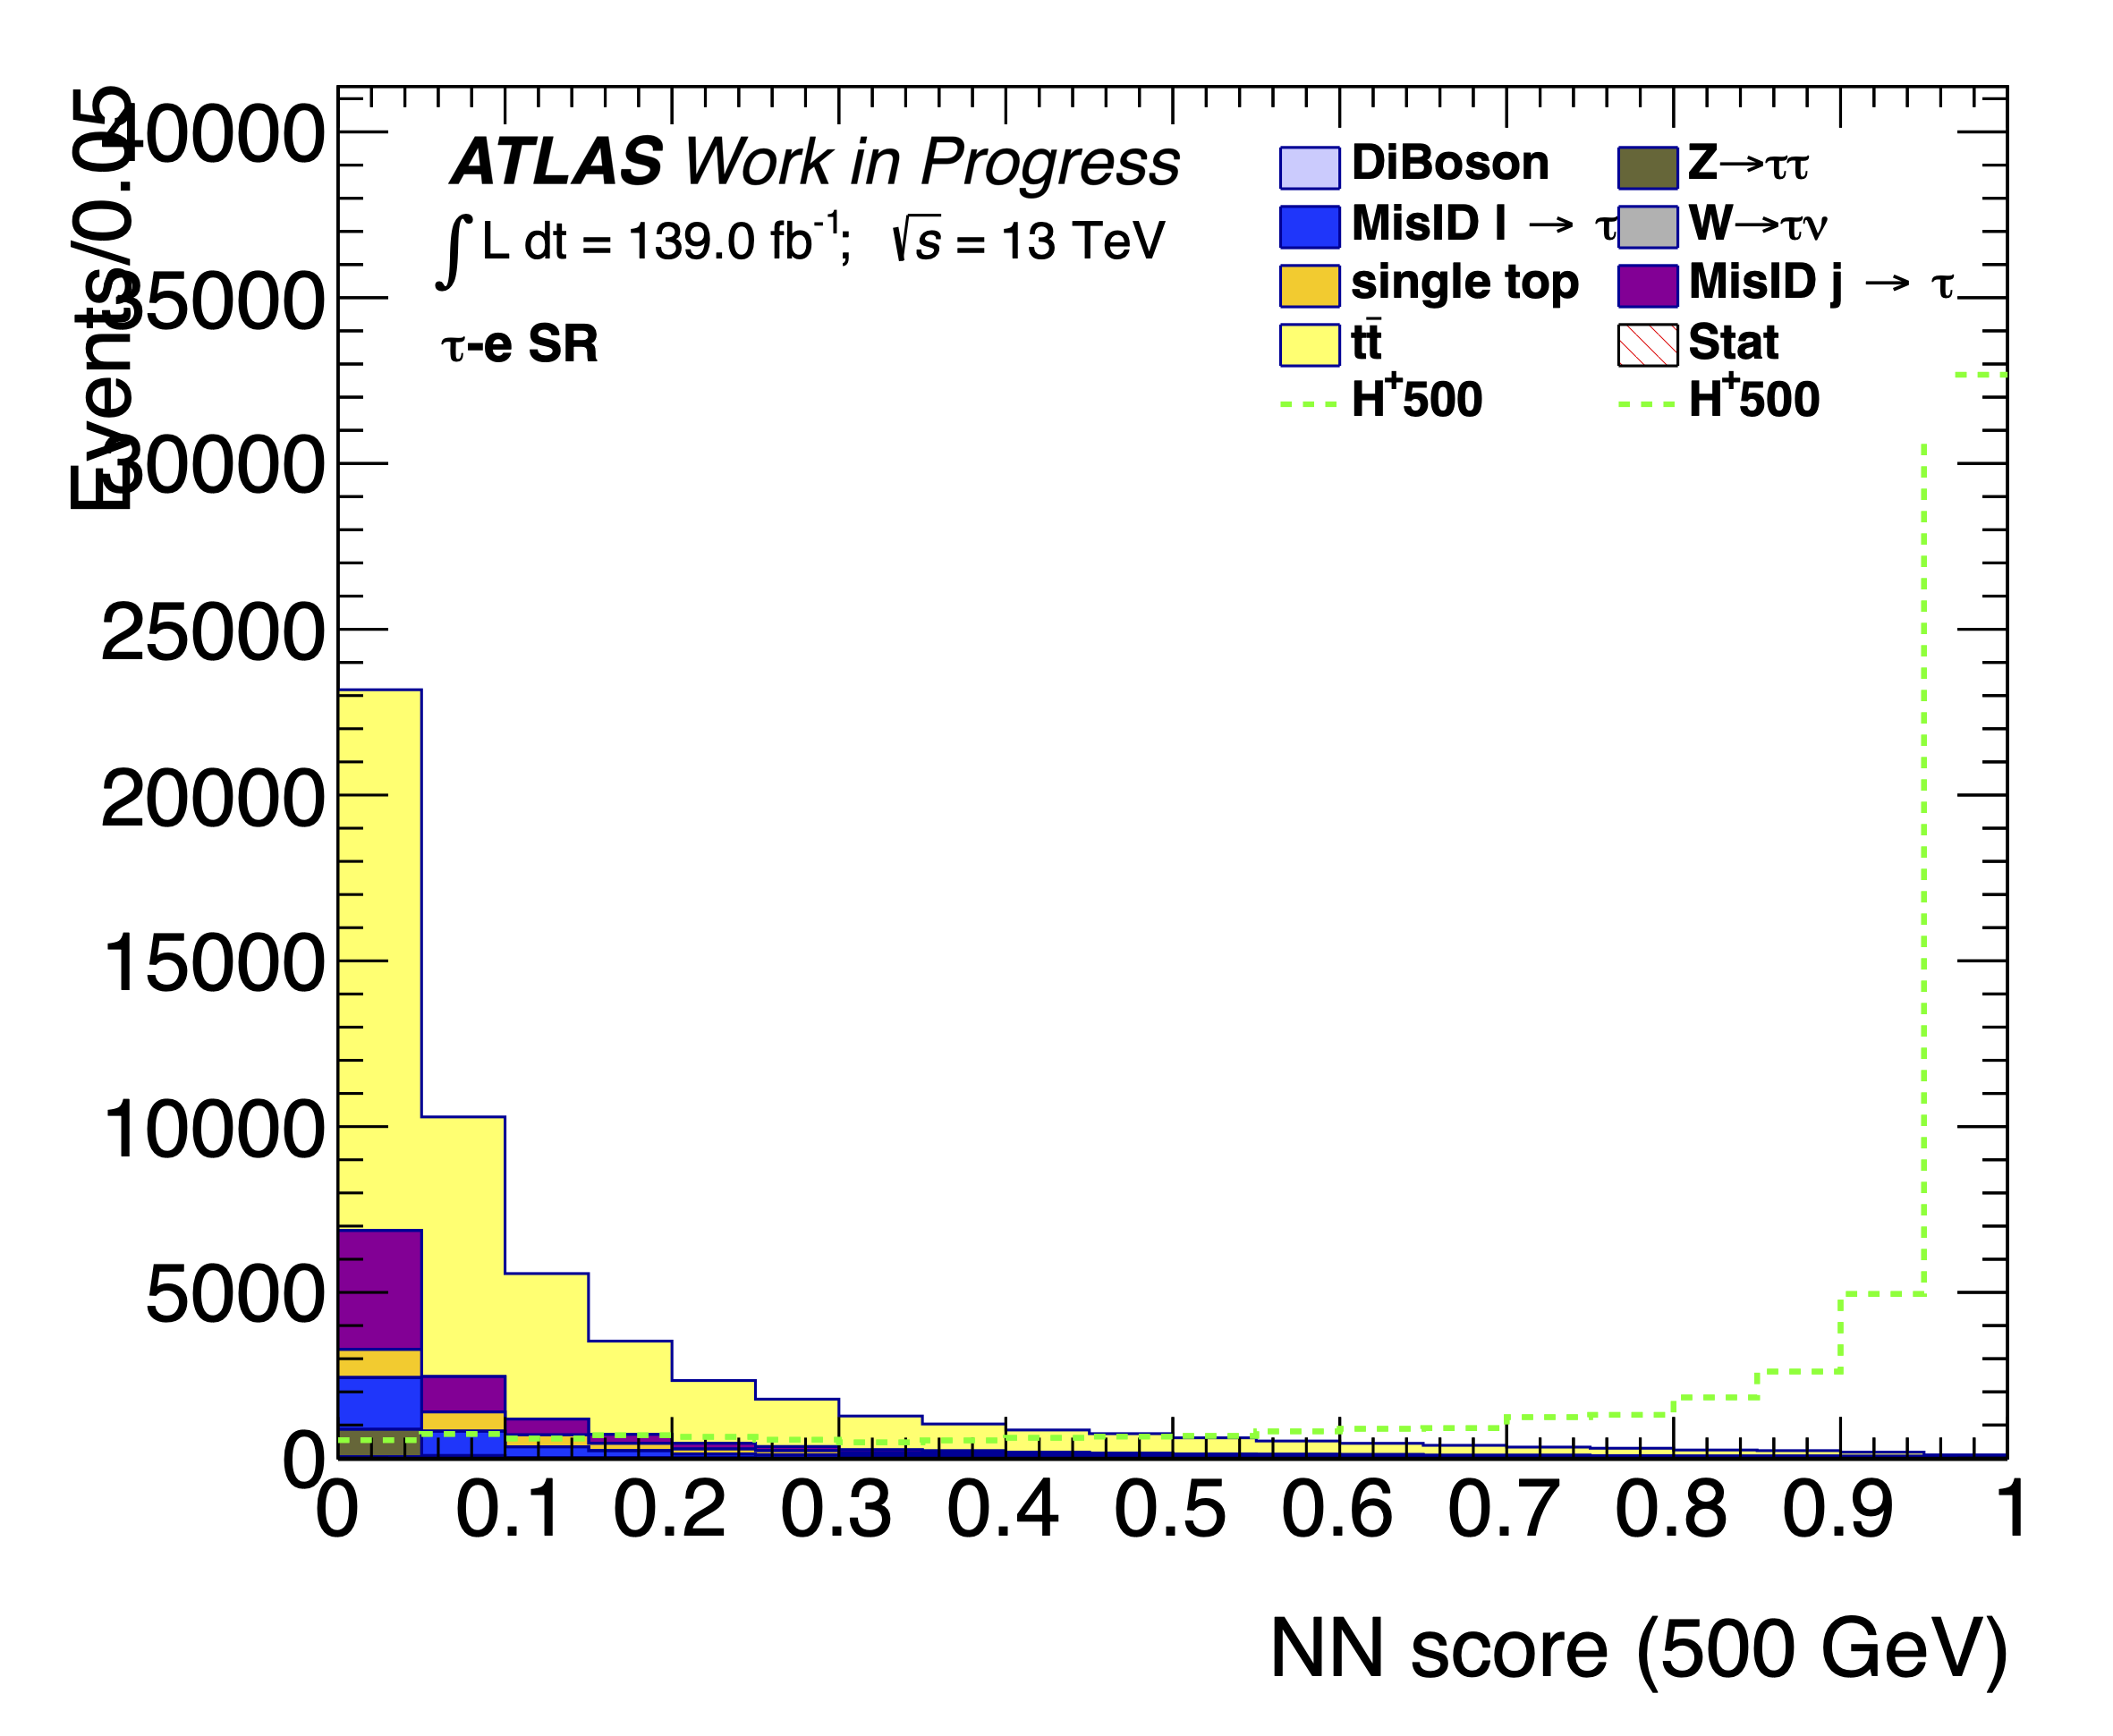 Events/0.05
40000
35000
30000
25000
20000
15000
10000
5000
0
ATLAS Work in Progress
∫ L dt = 139.0 fb⁻¹; √s = 13 TeV
τ-e SR
DiBoson
Z→ττ
MisID l → τ
W→τν
single top
MisID j → τ
tt̄
Stat
H⁺500
H⁺500
0 0.1 0.2 0.3 0.4 0.5 0.6 0.7 0.8 0.9 1
NN score (500 GeV)